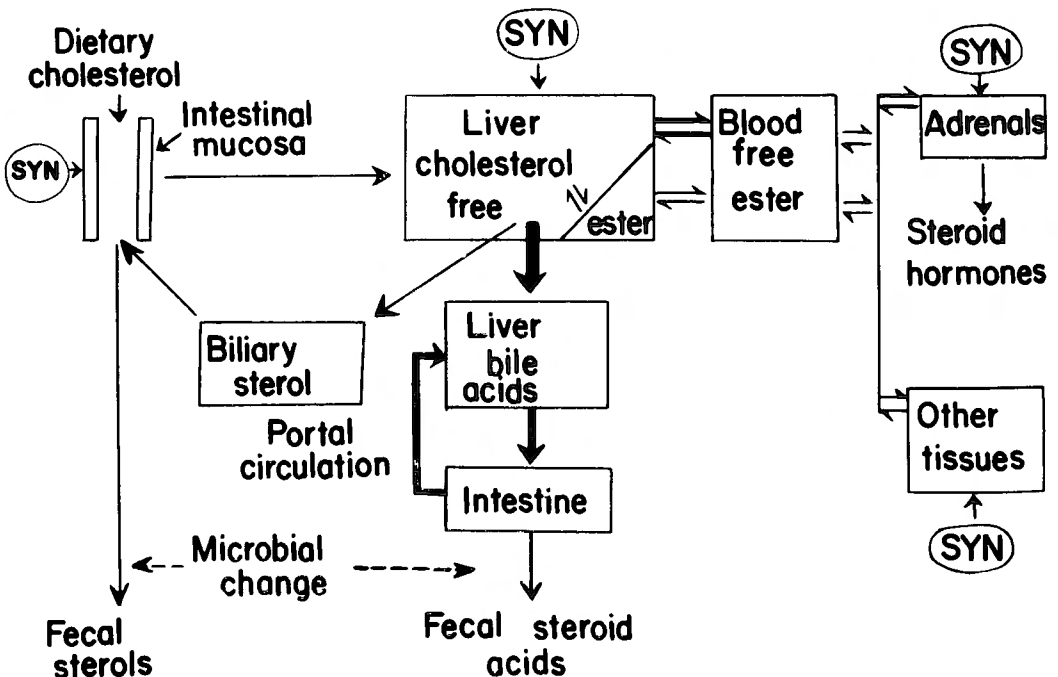 Dietary
cholesterol
SYN
Intestinal
mucosa
SYN
Liver
cholesterol
free
ester
Blood
free
ester
SYN
Adrenals
Steroid
hormones
Biliary
sterol
Liver
bile
acids
Portal
circulation
Intestine
Other
tissues
SYN
Microbial
change
Fecal
sterols
Fecal steroid
acids